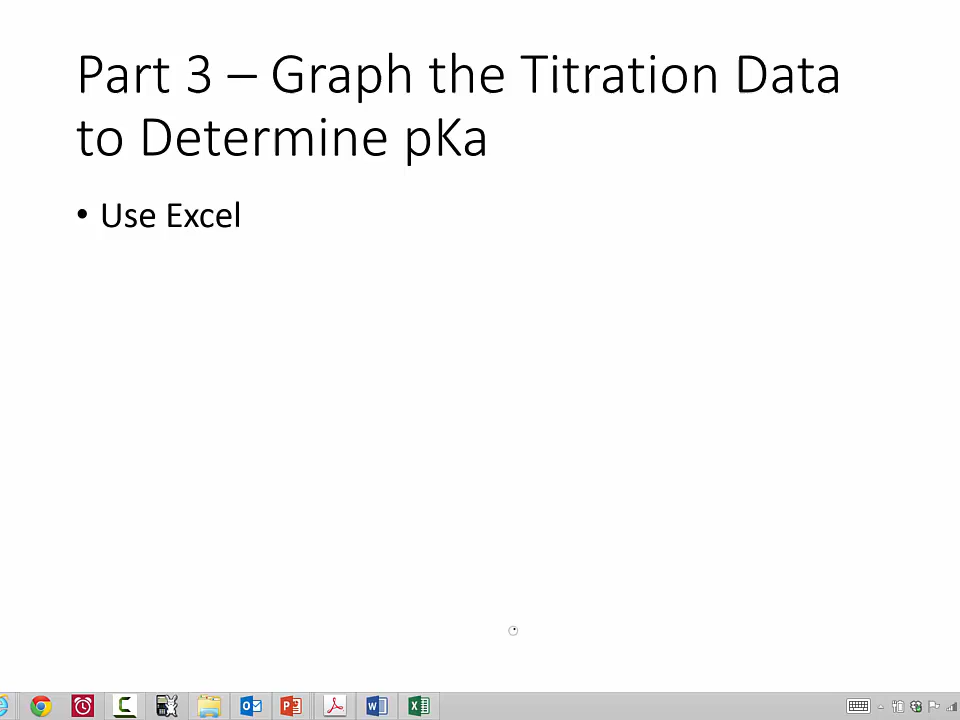 Part 3 – Graph the Titration Data
to Determine pKa
• Use Excel